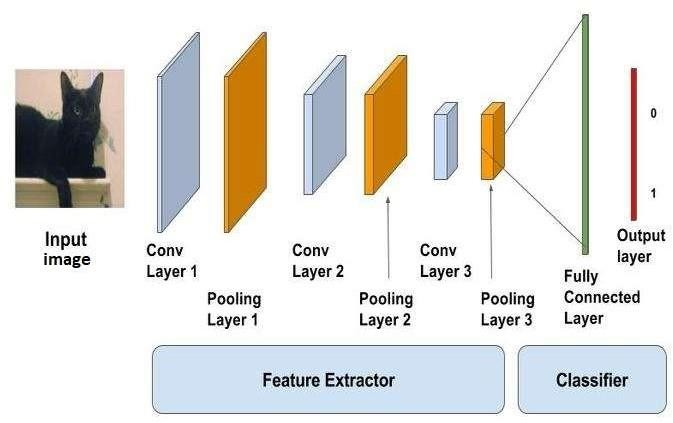 0
1
Input
image
Conv
Layer 1
Pooling
Layer 1
Conv
Layer 2
Pooling
Layer 2
Conv
Layer 3
Pooling
Layer 3
Fully
Connected
Layer
Output
layer
Feature Extractor
Classifier